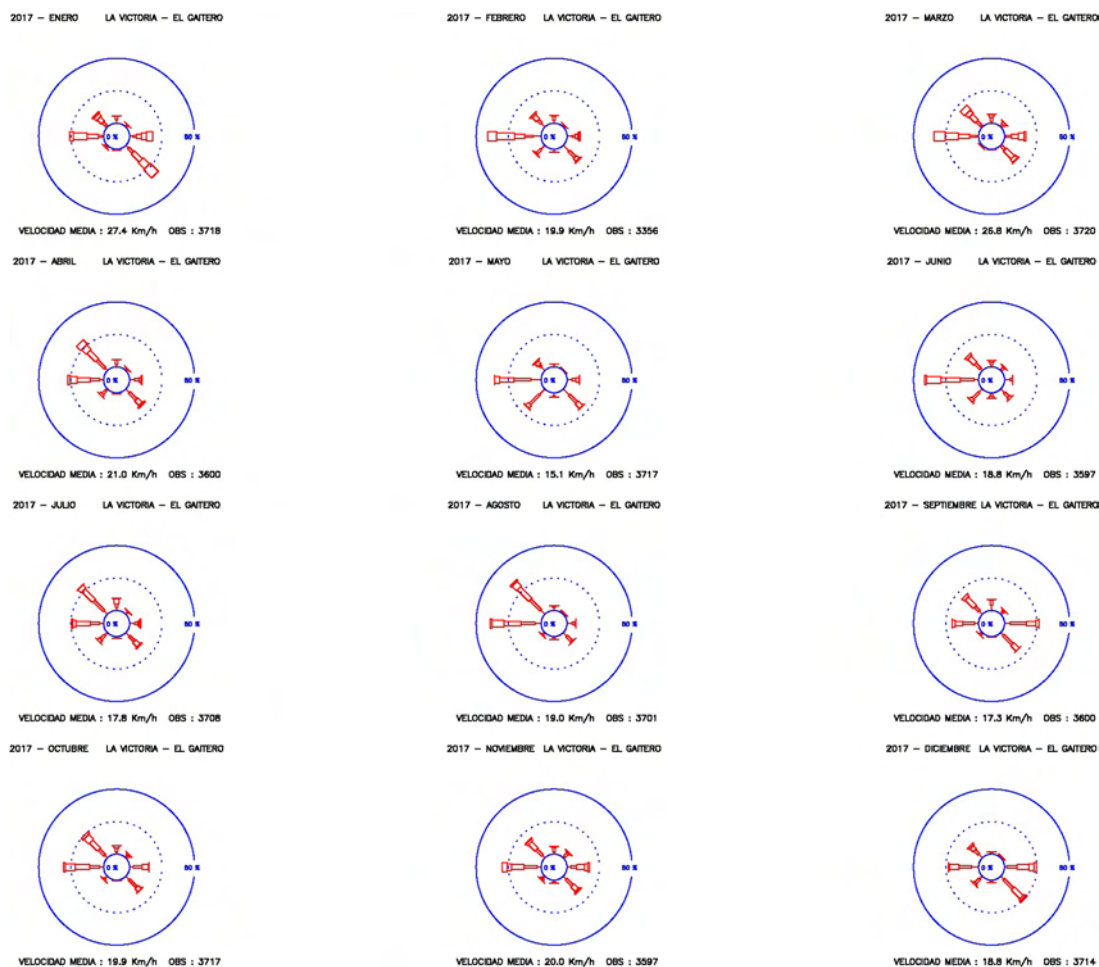 2017 – ENERO LA VICTORIA – EL GAITERO
2017 – FEBRERO LA VICTORIA – EL GAITERO
2017 – MARZO LA VICTORIA – EL GAITERO
0 %
50 %
0 %
50 %
0 %
50 %
VELOCIDAD MEDIA : 27.4 Km/h OBS : 3718
VELOCIDAD MEDIA : 19.9 Km/h OBS : 3356
VELOCIDAD MEDIA : 26.8 Km/h OBS : 3720
2017 – ABRIL LA VICTORIA – EL GAITERO
2017 – MAYO LA VICTORIA – EL GAITERO
2017 – JUNIO LA VICTORIA – EL GAITERO
0 %
50 %
0 %
50 %
0 %
50 %
VELOCIDAD MEDIA : 21.0 Km/h OBS : 3600
VELOCIDAD MEDIA : 15.1 Km/h OBS : 3717
VELOCIDAD MEDIA : 18.8 Km/h OBS : 3597
2017 – JULIO LA VICTORIA – EL GAITERO
2017 – AGOSTO LA VICTORIA – EL GAITERO
2017 – SEPTIEMBRE LA VICTORIA – EL GAITERO
0 %
50 %
0 %
50 %
0 %
50 %
VELOCIDAD MEDIA : 17.8 Km/h OBS : 3708
VELOCIDAD MEDIA : 19.0 Km/h OBS : 3701
VELOCIDAD MEDIA : 17.3 Km/h OBS : 3600
2017 – OCTUBRE LA VICTORIA – EL GAITERO
2017 – NOVIEMBRE LA VICTORIA – EL GAITERO
2017 – DICIEMBRE LA VICTORIA – EL GAITERO
0 %
50 %
0 %
50 %
0 %
50 %
VELOCIDAD MEDIA : 19.9 Km/h OBS : 3717
VELOCIDAD MEDIA : 20.0 Km/h OBS : 3597
VELOCIDAD MEDIA : 18.8 Km/h OBS : 3714